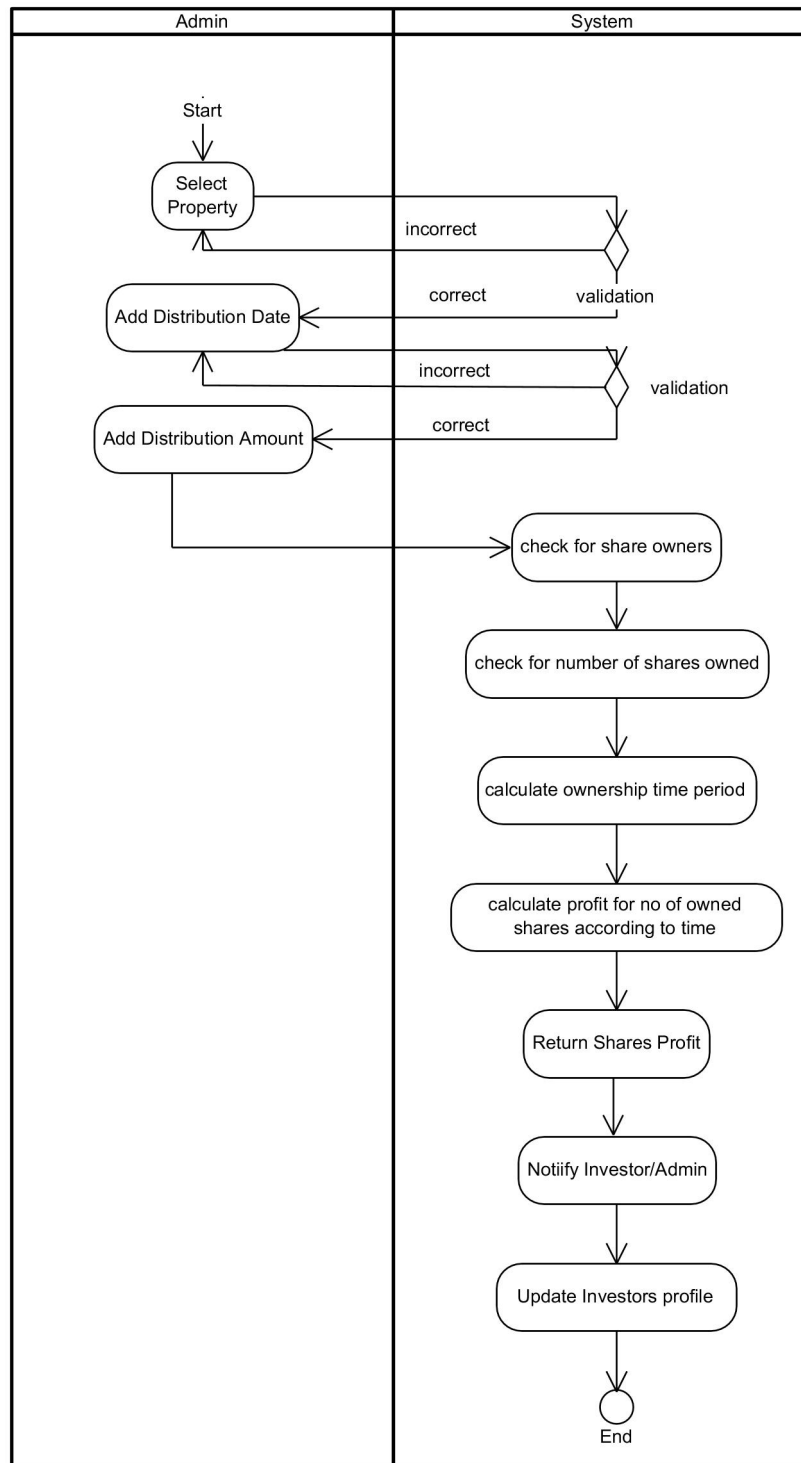 Admin
System
Start
Select
Property
incorrect
correct
validation
Add Distribution Date
incorrect
validation
correct
Add Distribution Amount
check for share owners
check for number of shares owned
calculate ownership time period
calculate profit for no of owned
shares according to time
Return Shares Profit
Notiify Investor/Admin
Update Investors profile
End